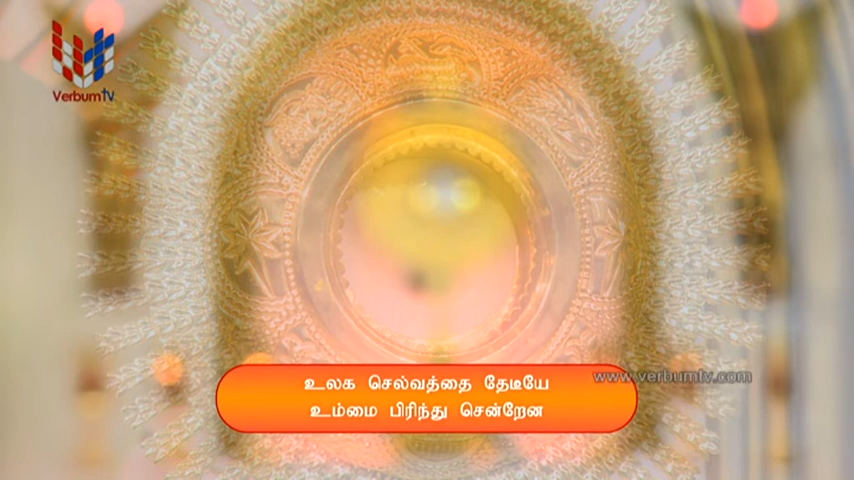 VerbumTV
உலக செல்வத்தை தேடீயே
www.verbumtv.com
உம்மை பிரிந்து சென்றேன